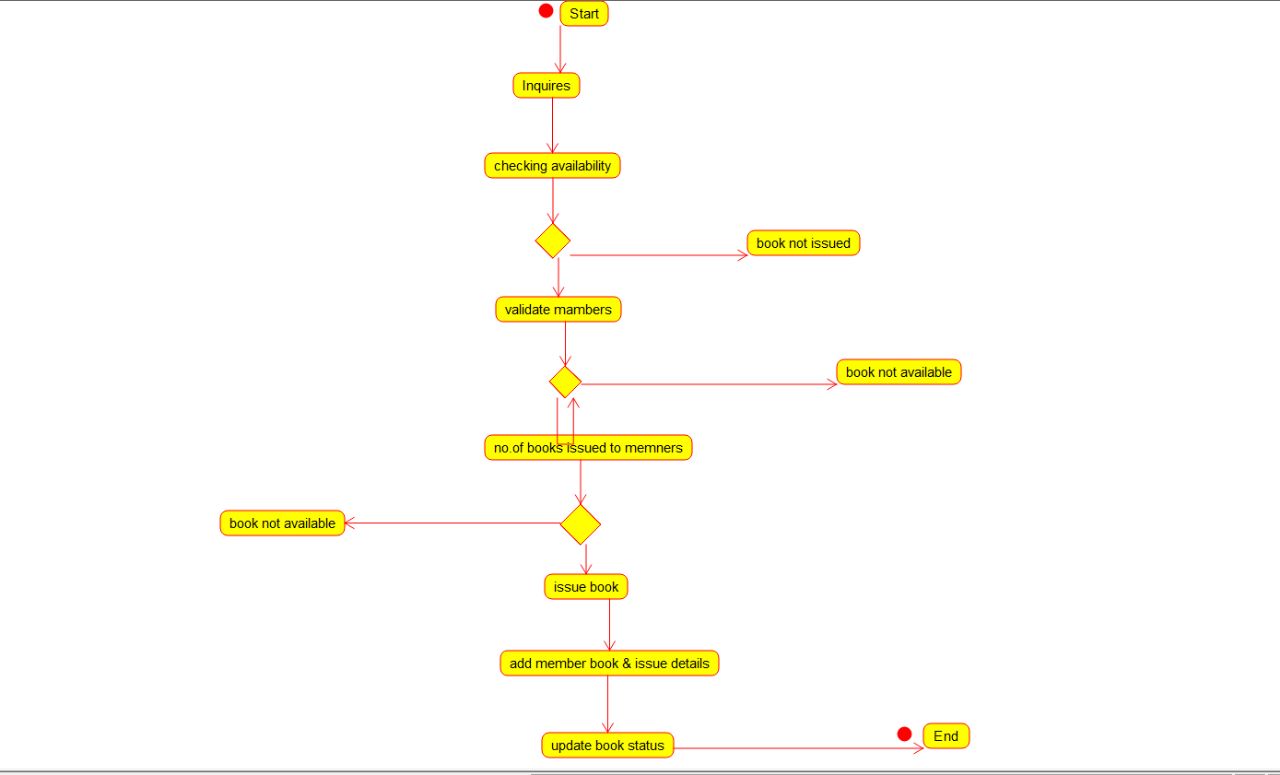 Start
Inquires
checking availability
book not issued
validate mambers
book not available
no.of books issued to memners
book not available
issue book
add member book & issue details
update book status
End